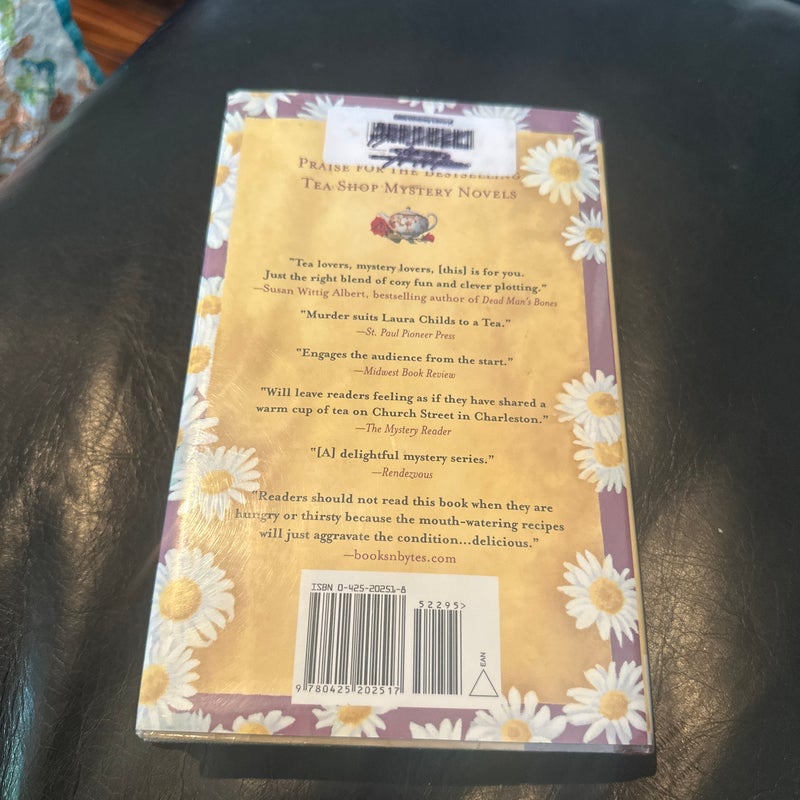 PRAISE FOR THE BESTSELLING
TEA SHOP MYSTERY NOVELS
"Tea lovers, mystery lovers, [this] is for you.
Just the right blend of cozy fun and clever plotting."
—Susan Wittig Albert, bestselling author of Dead Man's Bones
"Murder suits Laura Childs to a Tea."
—St. Paul Pioneer Press
"Engages the audience from the start."
—Midwest Book Review
"Will leave readers feeling as if they have shared a
warm cup of tea on Church Street in Charleston."
—The Mystery Reader
"[A] delightful mystery series."
—Rendezvous
"Readers should not read this book when they are
hungry or thirsty because the mouth-watering recipes
will just aggravate the condition...delicious."
—booksnbytes.com
ISBN 0-425-20251-8
52295>
9 780425 202517
EAN